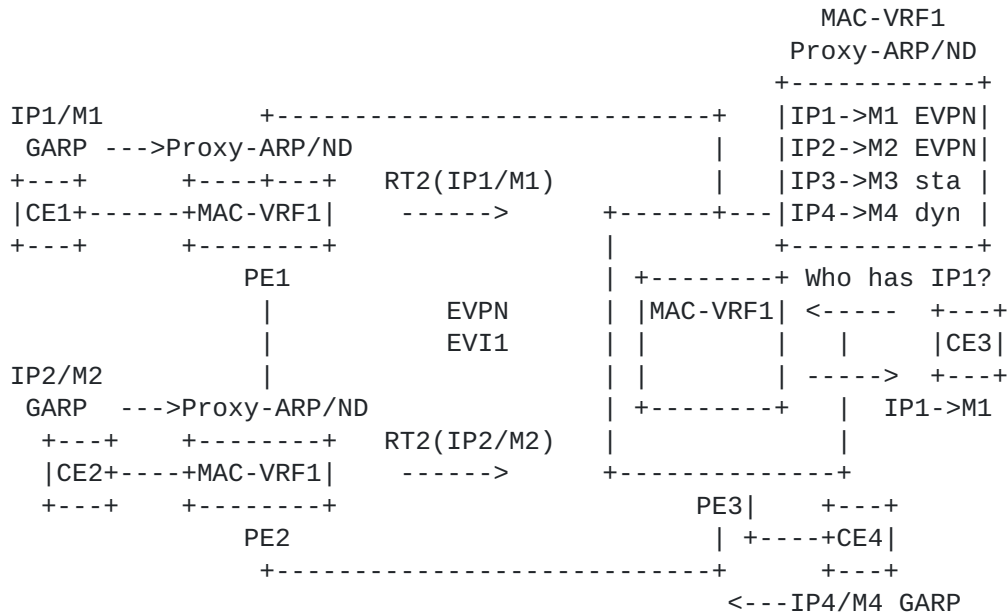 MAC-VRF1
Proxy-ARP/ND
+------------+
IP1/M1          +----------------------------+   |IP1->M1 EVPN|
GARP --->Proxy-ARP/ND                       |   |IP2->M2 EVPN|
+---+      +----+---+   RT2(IP1/M1)          |   |IP3->M3 sta |
|CE1+------+MAC-VRF1|    ------>      +------+---|IP4->M4 dyn |
+---+      +--------+                 |          +------------+
PE1                    | +--------+ Who has IP1?
|           EVPN      | |MAC-VRF1| <-----  +---+
|           EVI1      | |        |   |     |CE3|
IP2/M2          |                     | |        | ----->  +---+
GARP  --->Proxy-ARP/ND               | +--------+   |  IP1->M1
+---+    +--------+   RT2(IP2/M2)   |              |
|CE2+----+MAC-VRF1|    ------>      +--------------+
+---+    +--------+                       PE3|    +---+
PE2                           | +----+CE4|
+----------------------------+      +---+
<---IP4/M4 GARP